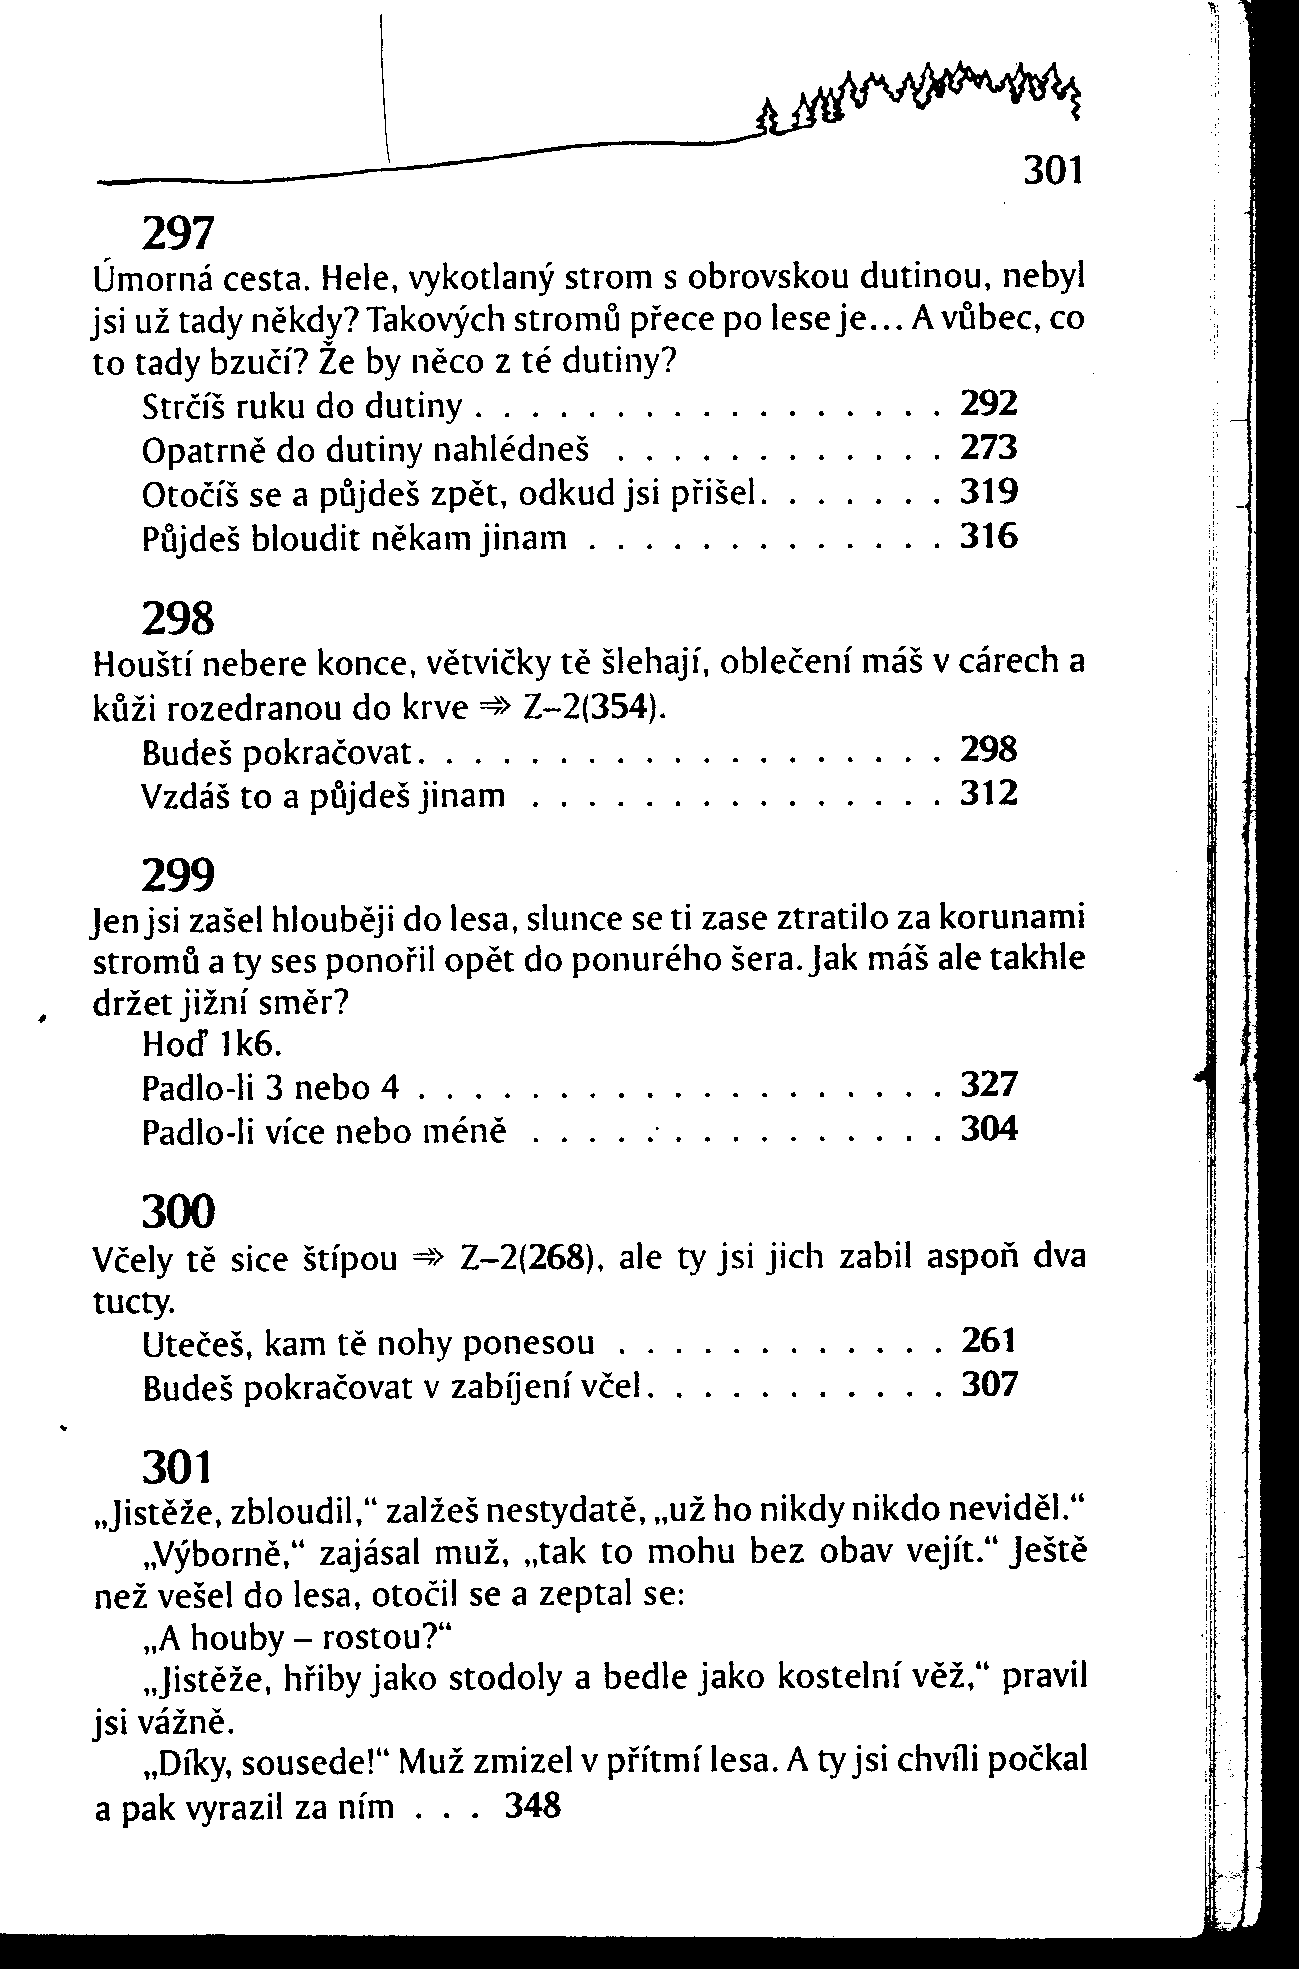 301
297
Úmorná cesta. Hele, vykotlaný strom s obrovskou dutinou, nebyl
jsi už tady někdy? Takových stromů přece po lese je... A vůbec, co
to tady bzučí? Že by něco z té dutiny?
Strčíš ruku do dutiny . . . . . . . . . . . . . . . . . 292
Opatrně do dutiny nahlédneš . . . . . . . . . . . . 273
Otočíš se a půjdeš zpět, odkud jsi přišel. . . . . . . 319
Půjdeš bloudit někam jinam . . . . . . . . . . . . . 316
298
Houští nebere konce, větvičky tě šlehají, oblečení máš v cárech a
kůži rozedranou do krve ⇒ Z–2(354).
Budeš pokračovat. . . . . . . . . . . . . . . . . . . 298
Vzdáš to a půjdeš jinam . . . . . . . . . . . . . . . 312
299
Jen jsi zašel hlouběji do lesa, slunce se ti zase ztratilo za korunami
stromů a ty ses ponořil opět do ponurého šera. Jak máš ale takhle
držet jižní směr?
Hoď 1k6.
Padlo-li 3 nebo 4 . . . . . . . . . . . . . . . . . . . 327
Padlo-li více nebo méně . . . . . . . . . . . . . . . 304
300
Včely tě sice štípou ⇒ Z–2(268), ale ty jsi jich zabil aspoň dva
tucty.
Utečeš, kam tě nohy ponesou . . . . . . . . . . . . 261
Budeš pokračovat v zabíjení včel. . . . . . . . . . . 307
301
„Jistěže, zbloudil,“ zalžeš nestydatě, „už ho nikdy nikdo neviděl.“
„Výborně,“ zajásal muž, „tak to mohu bez obav vejít.“ Ještě
než vešel do lesa, otočil se a zeptal se:
„A houby – rostou?“
„Jistěže, hřiby jako stodoly a bedle jako kostelní věž,“ pravil
jsi vážně.
„Díky, sousede!“ Muž zmizel v přítmí lesa. A ty jsi chvíli počkal
a pak vyrazil za ním . . . 348